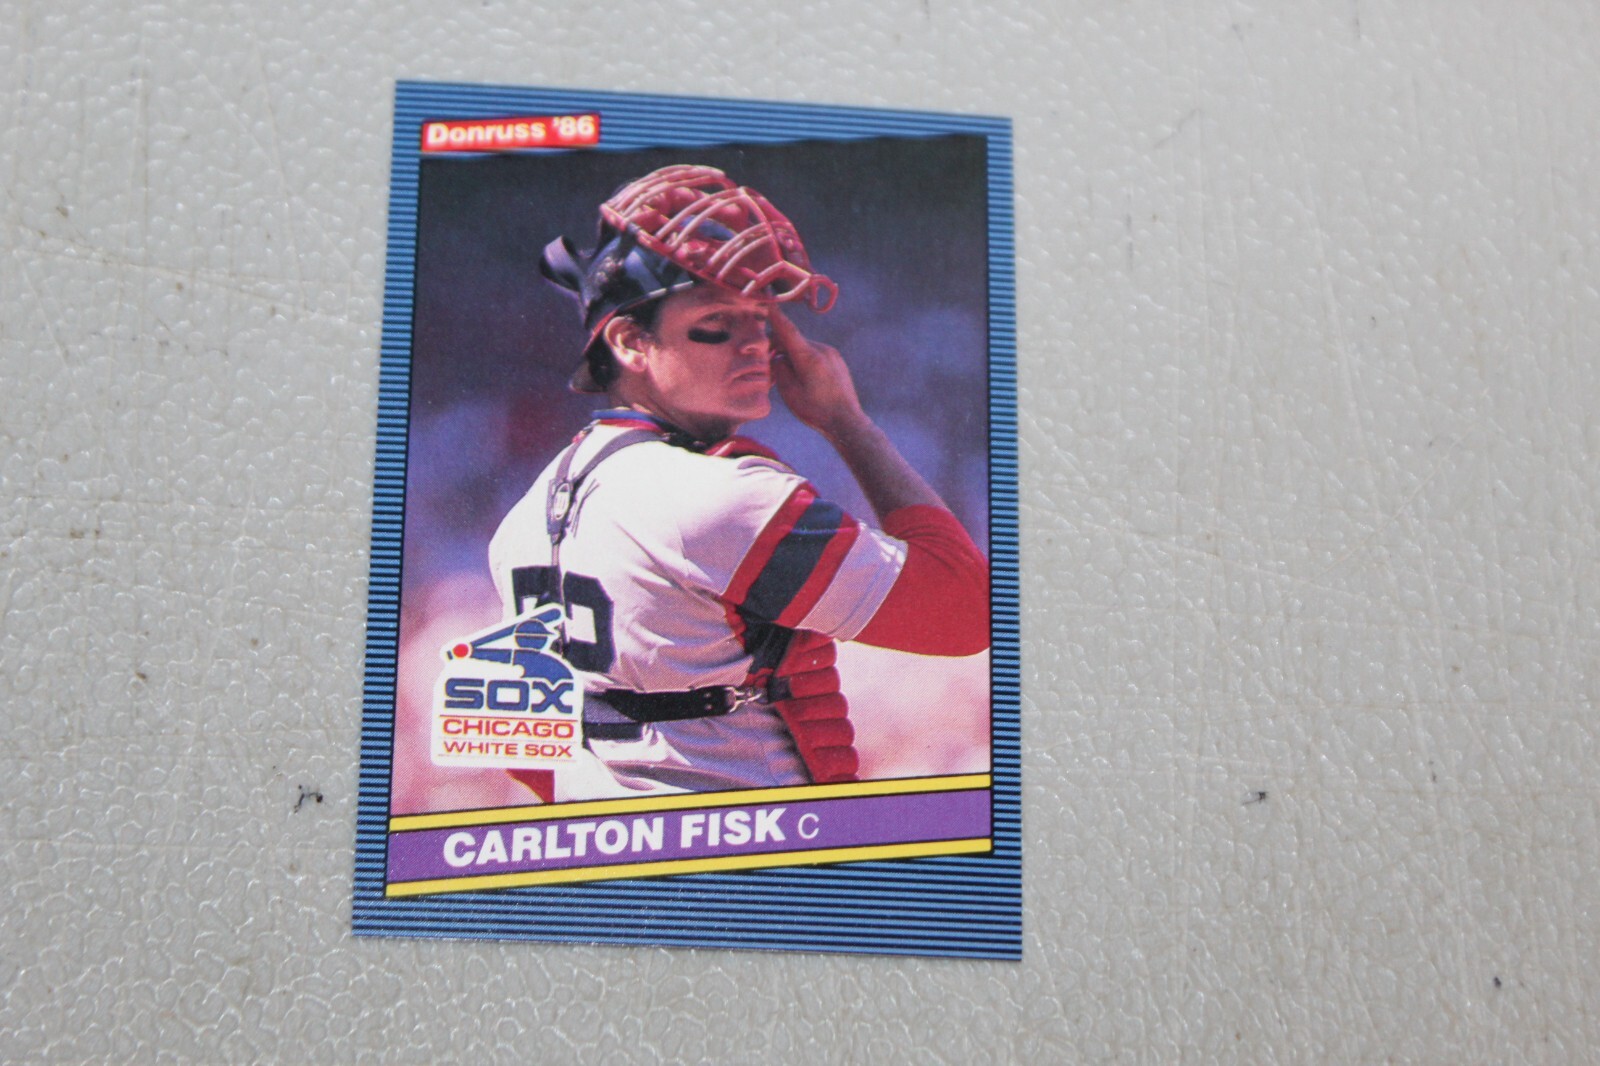 Donruss '86
SOX
CHICAGO
WHITE SOX
CARLTON FISK C